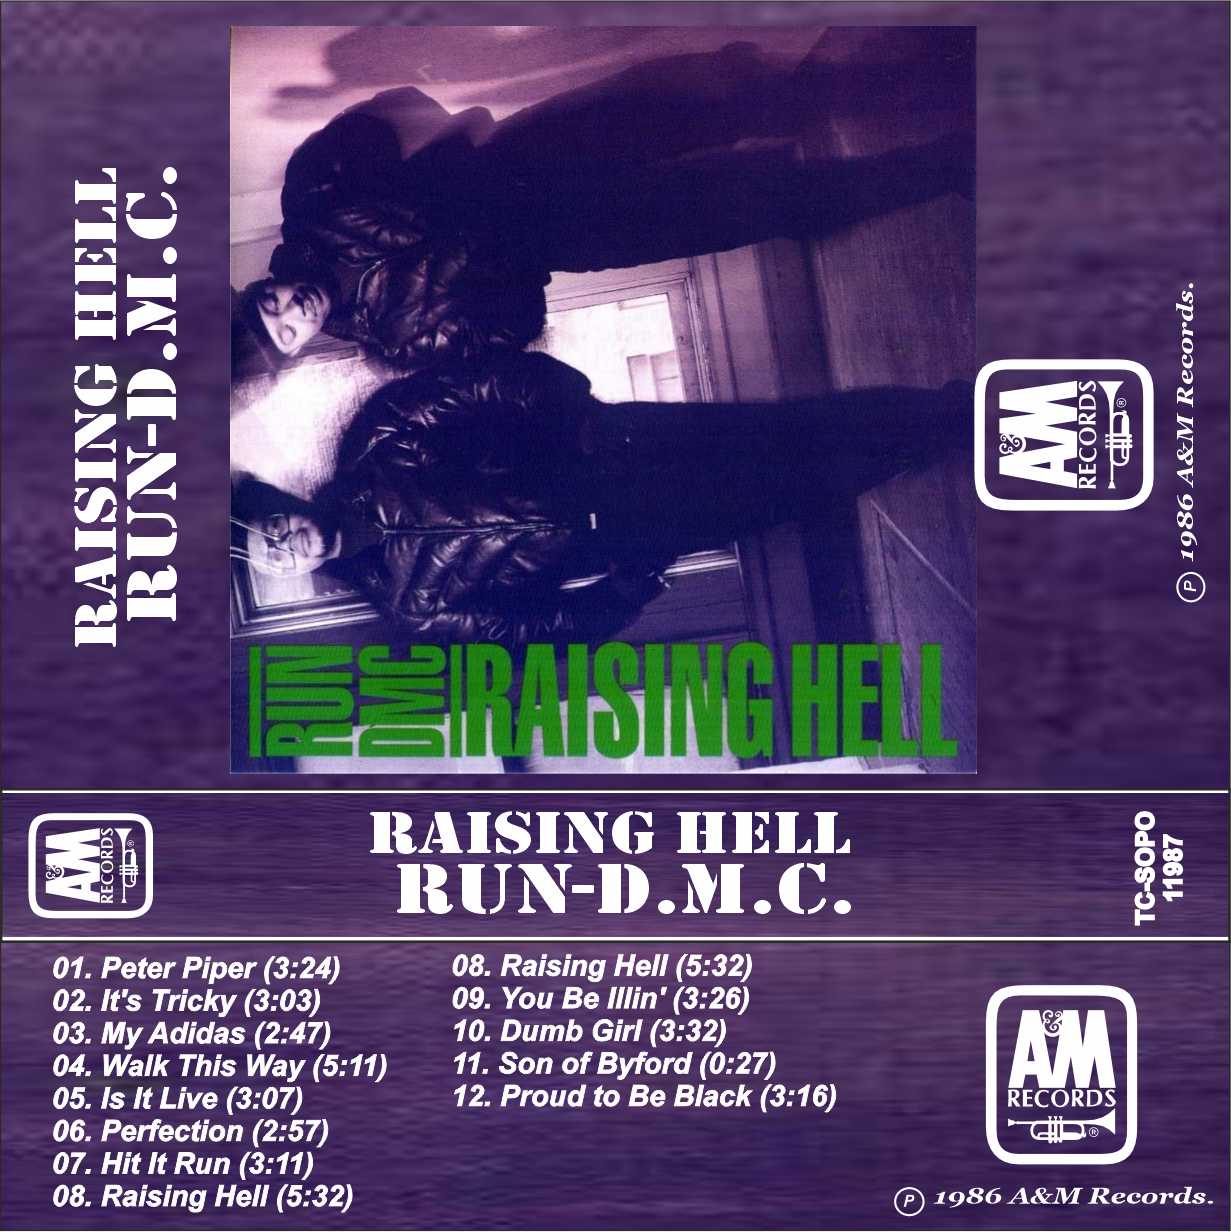 RAISING HELL
RUN-D.M.C.
RUN
DMC
RAISING HELL
A&M
RECORDS
®
℗ 1986 A&M Records.
A&M
RECORDS
®
RAISING HELL
RUN-D.M.C.
TC-SOPO
11987
01. Peter Piper (3:24)
02. It's Tricky (3:03)
03. My Adidas (2:47)
04. Walk This Way (5:11)
05. Is It Live (3:07)
06. Perfection (2:57)
07. Hit It Run (3:11)
08. Raising Hell (5:32)
08. Raising Hell (5:32)
09. You Be Illin' (3:26)
10. Dumb Girl (3:32)
11. Son of Byford (0:27)
12. Proud to Be Black (3:16)
A&M
RECORDS
®
℗ 1986 A&M Records.